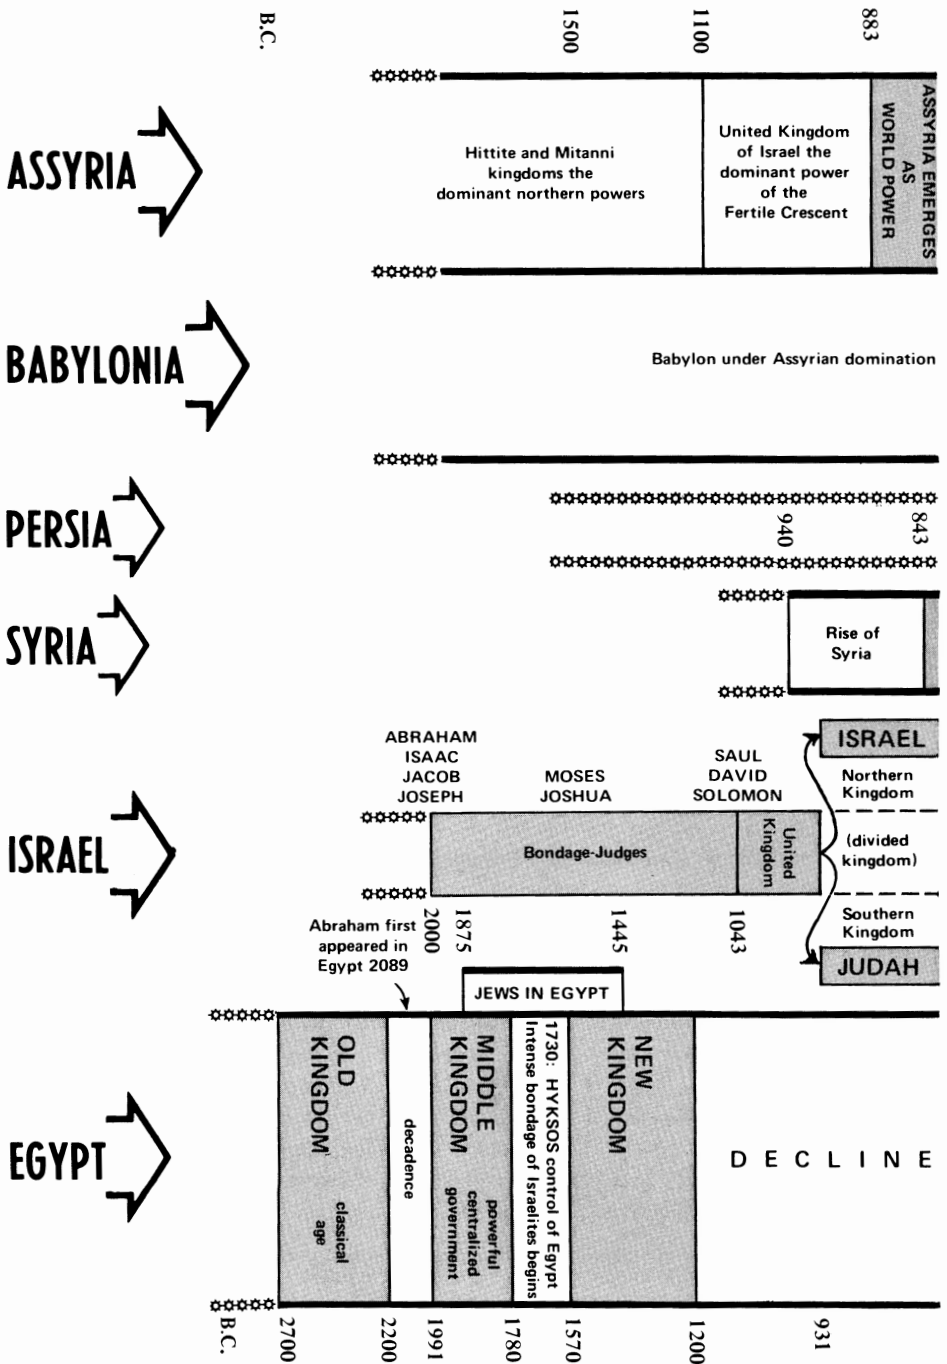 B.C.
1500
1100
883
ASSYRIA
Hittite and Mitanni
kingdoms the
dominant northern powers
United Kingdom
of Israel the
dominant power
of the
Fertile Crescent
ASSYRIA EMERGES
AS
WORLD POWER
BABYLONIA
Babylon under Assyrian domination
PERSIA
940
843
SYRIA
Rise of
Syria
ISRAEL
ABRAHAM
ISAAC
JACOB
JOSEPH
MOSES
JOSHUA
SAUL
DAVID
SOLOMON
Bondage-Judges
United
Kingdom
ISRAEL
Northern
Kingdom
(divided
kingdom)
Southern
Kingdom
JUDAH
2000
1875
1445
1043
Abraham first
appeared in
Egypt 2089
JEWS IN EGYPT
EGYPT
OLD
KINGDOM
classical
age
decadence
MIDDLE
KINGDOM
powerful
centralized
government
1730: HYKSOS control of Egypt
Intense bondage of Israelites begins
NEW
KINGDOM
DECLINE
B.C.
2700
2200
1991
1780
1570
1200
931